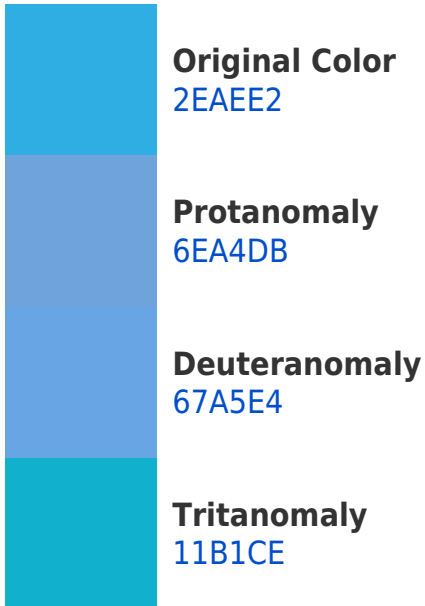 Original Color
2EAEE2
Protanomaly
6EA4DB
Deuteranomaly
67A5E4
Tritanomaly
11B1CE